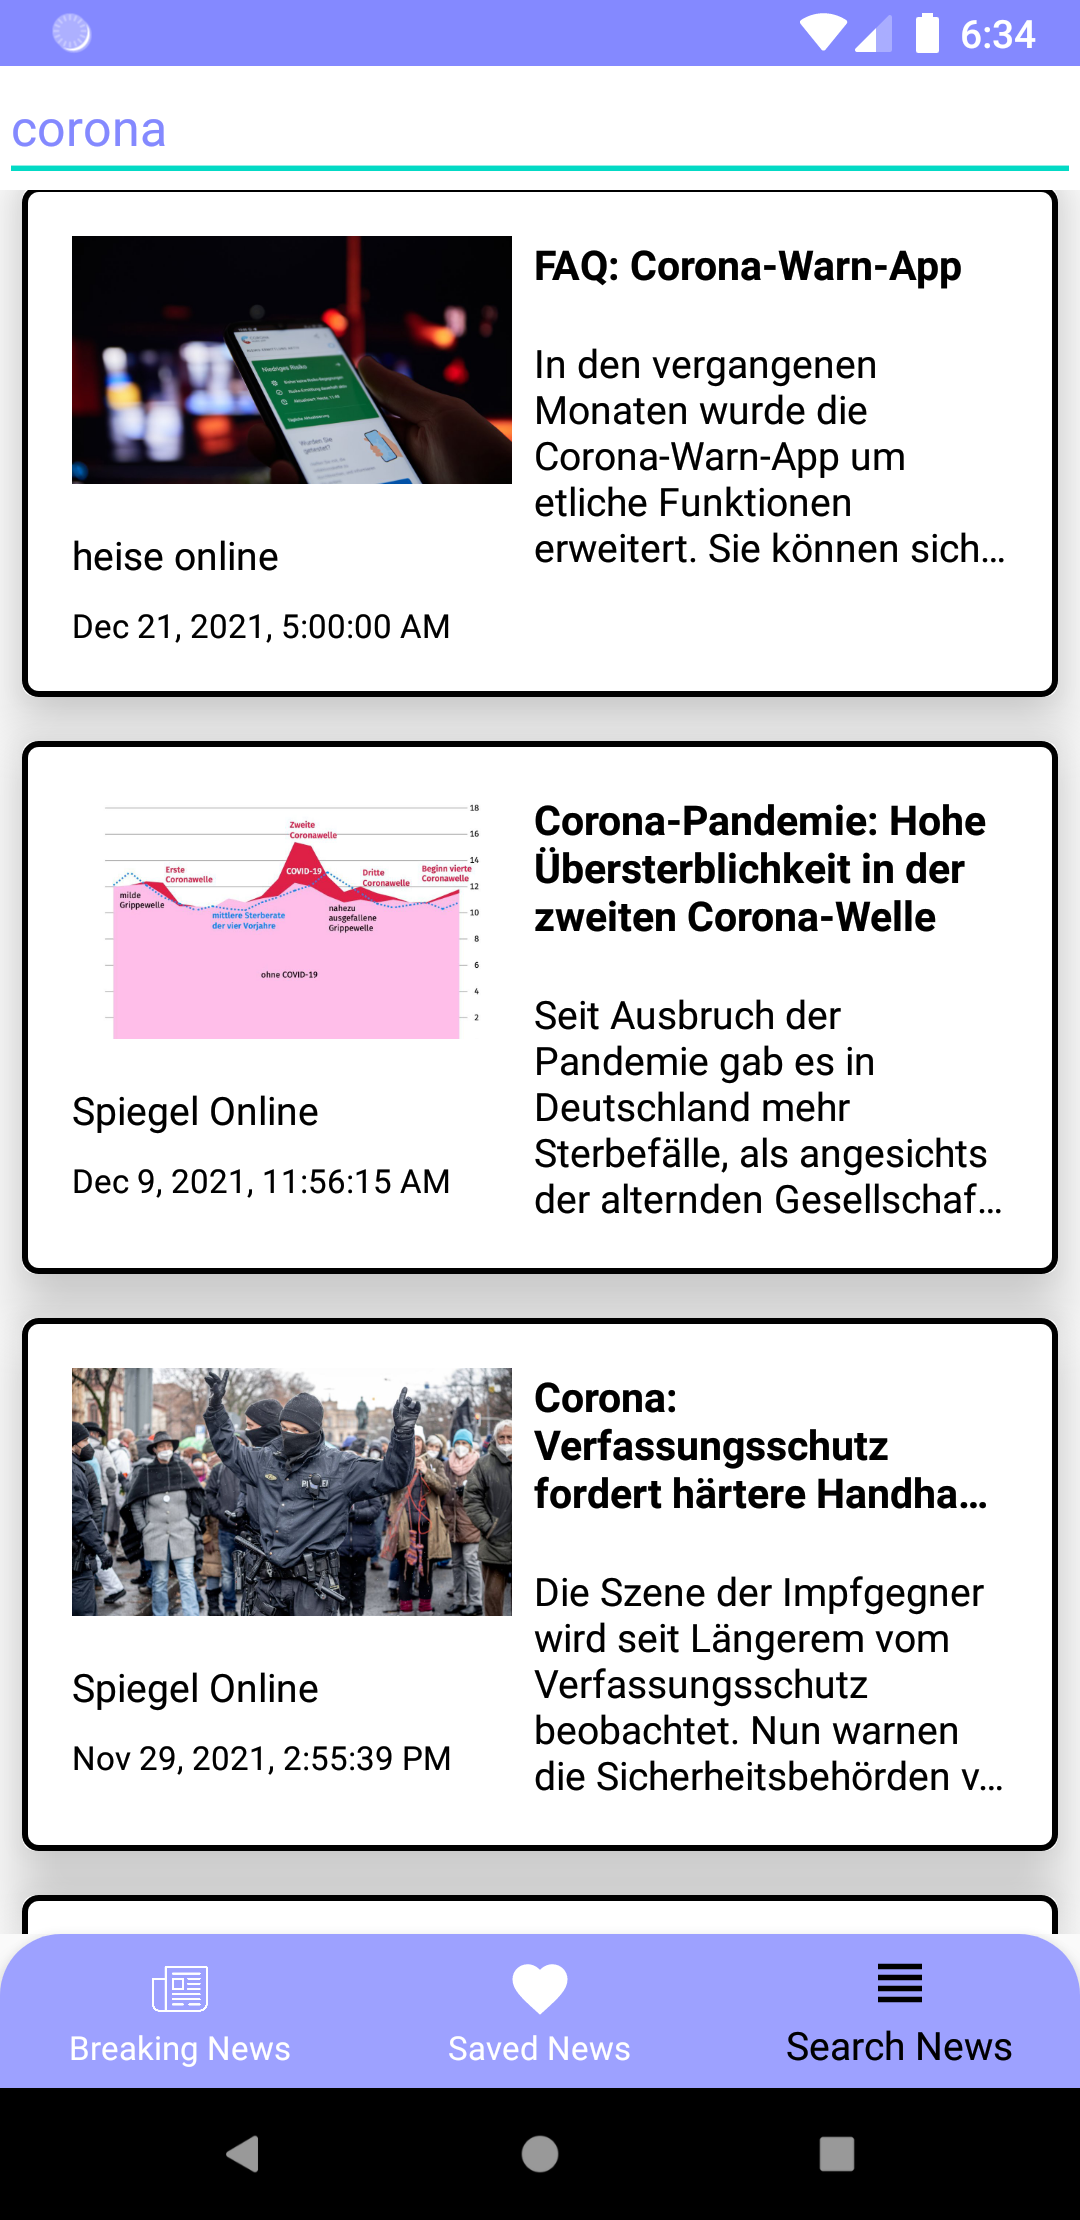 6:34
corona
FAQ: Corona-Warn-App
In den vergangenen
Monaten wurde die
Corona-Warn-App um
etliche Funktionen
erweitert. Sie können sich…
Niedriges Risiko
heise online
Dec 21, 2021, 5:00:00 AM
Corona-Pandemie: Hohe
Übersterblichkeit in der
zweiten Corona-Welle
Seit Ausbruch der
Pandemie gab es in
Deutschland mehr
Sterbefälle, als angesichts
der alternden Gesellschaf…
18
Zweite
Coronawelle
16
14
Erste
Coronawelle
COVID-19
Dritte
Coronawelle
Beginn vierte
Coronawelle
12
milde
Grippewelle
mittlere Sterberate
der vier Vorjahre
nahezu
ausgefallene
Grippewelle
10
8
ohne COVID-19
6
4
2
Spiegel Online
Dec 9, 2021, 11:56:15 AM
Corona:
Verfassungsschutz
fordert härtere Handha…
Die Szene der Impfgegner
wird seit Längerem vom
Verfassungsschutz
beobachtet. Nun warnen
die Sicherheitsbehörden v…
Spiegel Online
Nov 29, 2021, 2:55:39 PM
Breaking News
Saved News
Search News